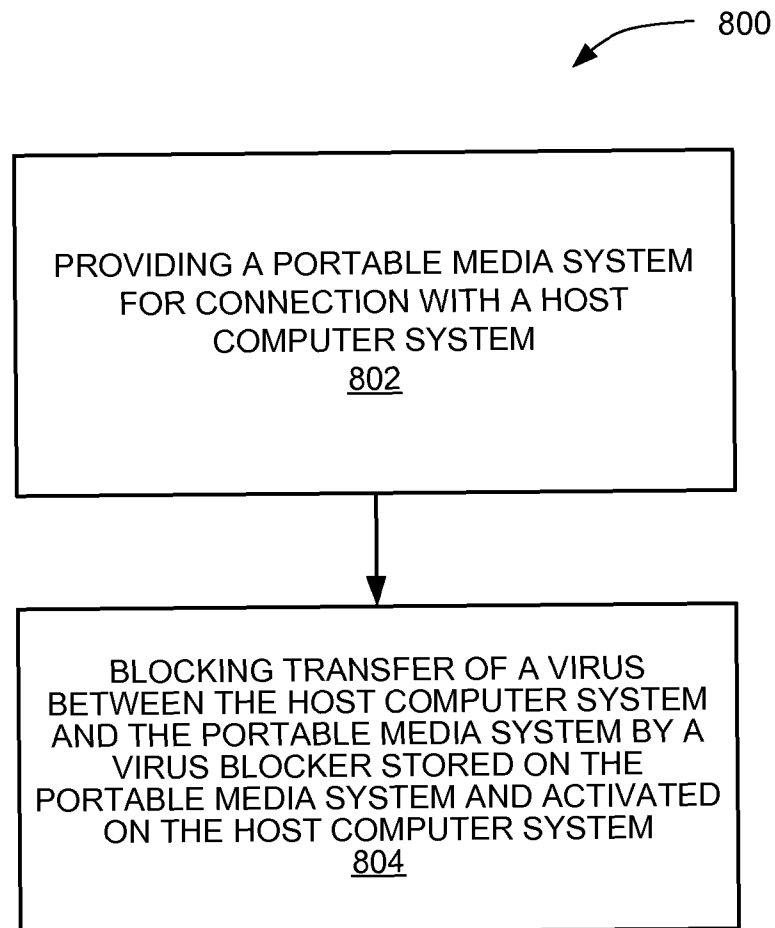 800
PROVIDING A PORTABLE MEDIA SYSTEM
FOR CONNECTION WITH A HOST
COMPUTER SYSTEM
802
BLOCKING TRANSFER OF A VIRUS
BETWEEN THE HOST COMPUTER SYSTEM
AND THE PORTABLE MEDIA SYSTEM BY A
VIRUS BLOCKER STORED ON THE
PORTABLE MEDIA SYSTEM AND ACTIVATED
ON THE HOST COMPUTER SYSTEM
804